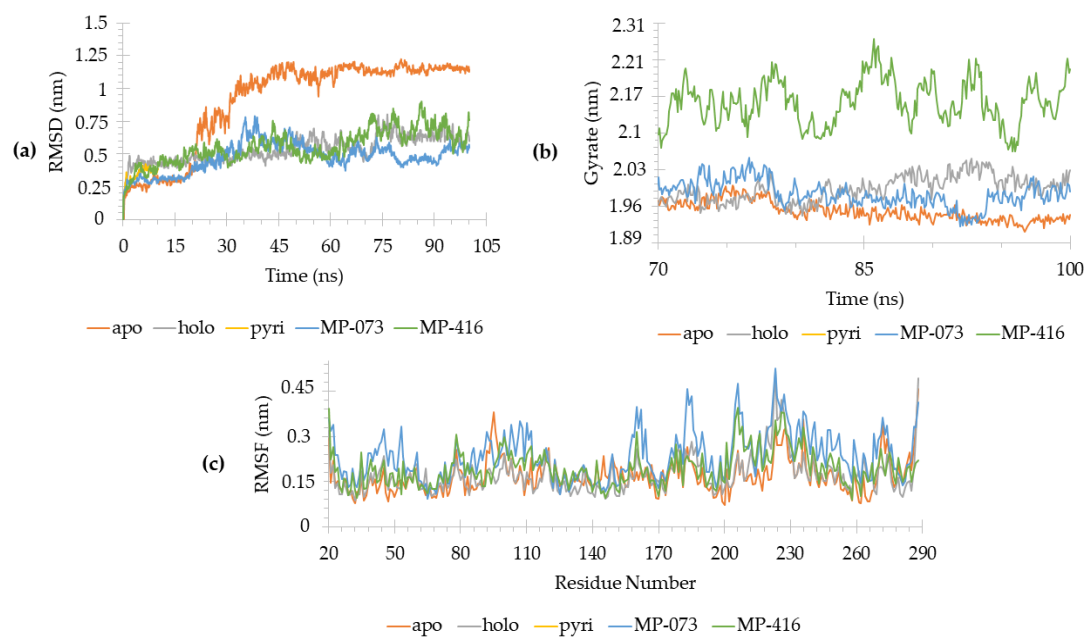 (a)
RMSD (nm)
1.5
1.25
1
0.75
0.5
0.25
0
0 15 30 45 60 75 90 105
Time (ns)
apo holo pyri MP-073 MP-416
(b)
Gyrate (nm)
2.31
2.21
2.17
2.1
2.03
1.96
1.89
70 85 100
Time (ns)
apo holo pyri MP-073 MP-416
(c)
RMSF (nm)
0.45
0.3
0.15
0
20 50 80 110 140 170 200 230 260 290
Residue Number
apo holo pyri MP-073 MP-416